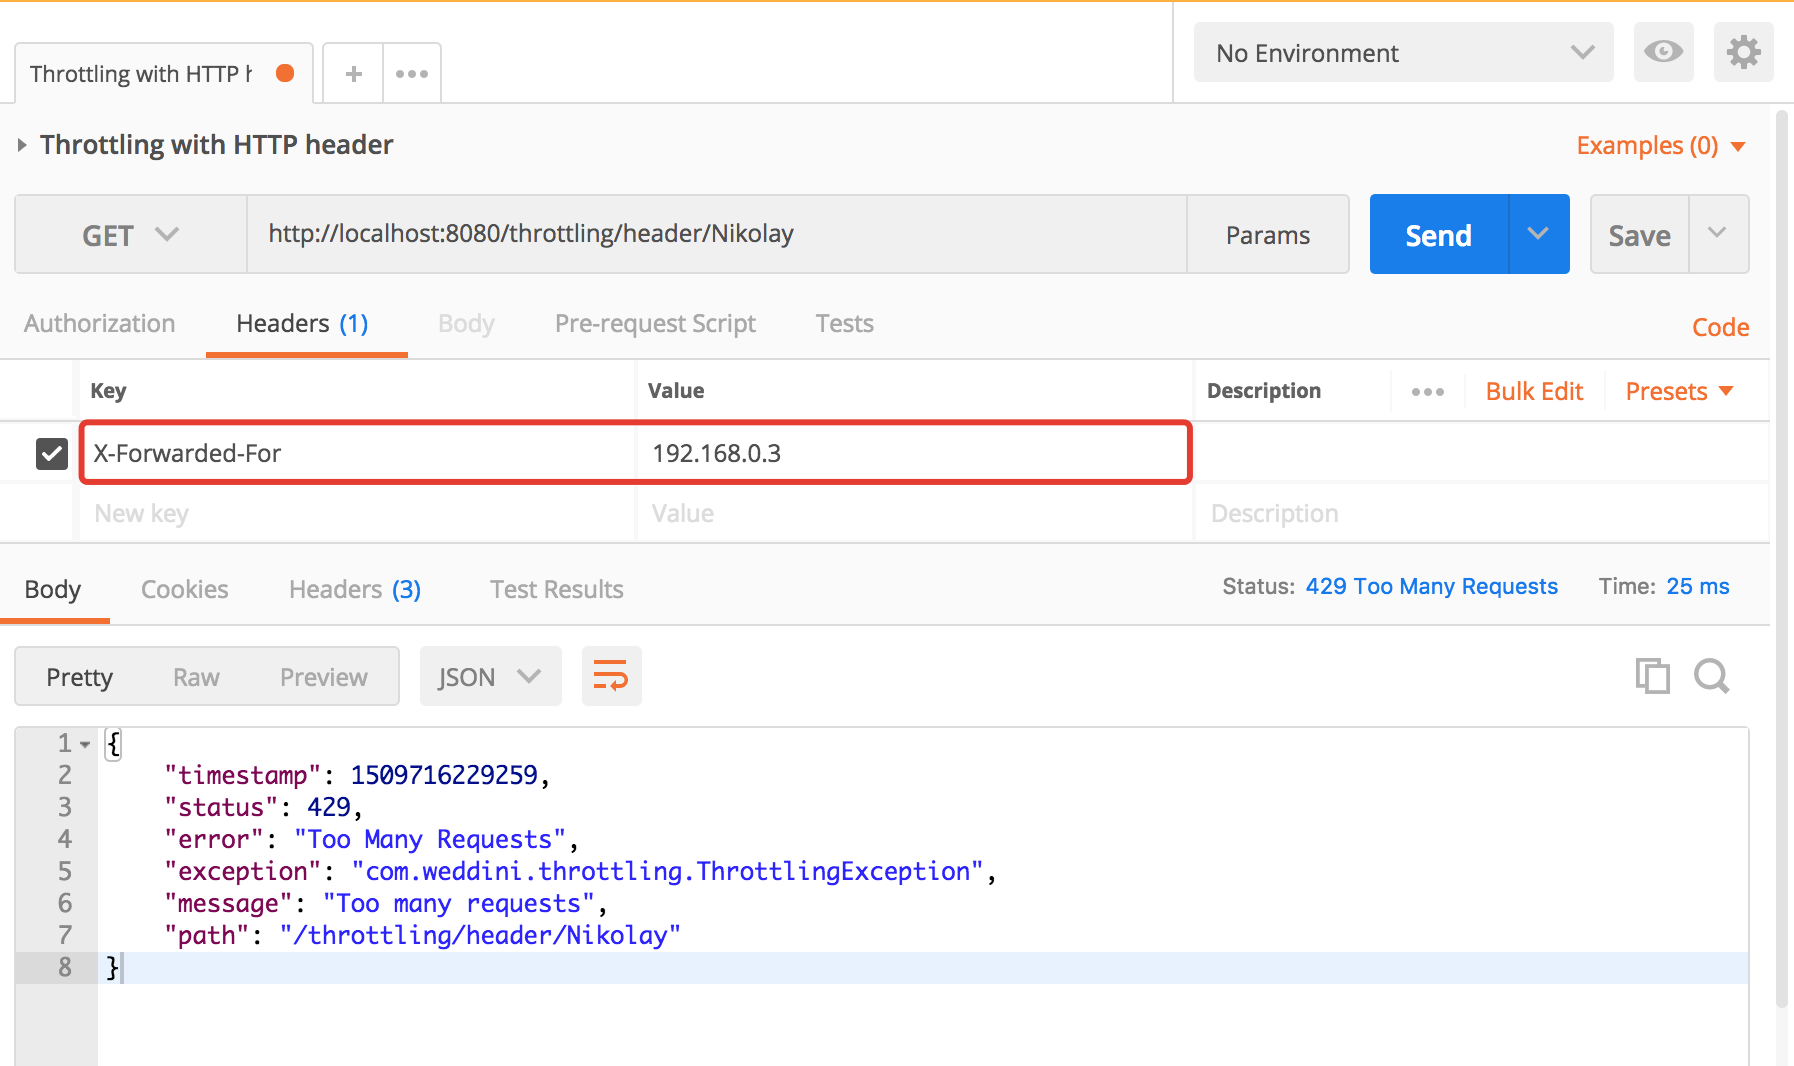 Throttling with HTTP
No Environment
Throttling with HTTP header
Examples (0)
GET
http://localhost:8080/throttling/header/Nikolay
Params
Send
Save
Authorization
Headers (1)
Body
Pre-request Script
Tests
Code
Key
Value
Description
Bulk Edit
Presets
X-Forwarded-For
192.168.0.3
New key
Value
Description
Body
Cookies
Headers (3)
Test Results
Status: 429 Too Many Requests
Time: 25 ms
Pretty
Raw
Preview
JSON
1 {
2 "timestamp": 1509716229259,
3 "status": 429,
4 "error": "Too Many Requests",
5 "exception": "com.weddini.throttling.ThrottlingException",
6 "message": "Too many requests",
7 "path": "/throttling/header/Nikolay"
8 }